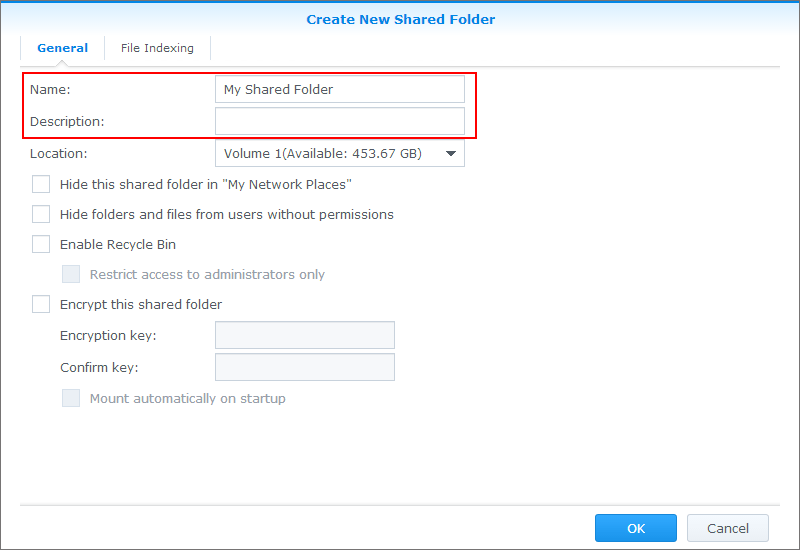 Create New Shared Folder
General File Indexing
Name: My Shared Folder
Description:
Location: Volume 1(Available: 453.67 GB)
Hide this shared folder in "My Network Places"
Hide folders and files from users without permissions
Enable Recycle Bin
Restrict access to administrators only
Encrypt this shared folder
Encryption key:
Confirm key:
Mount automatically on startup
OK Cancel